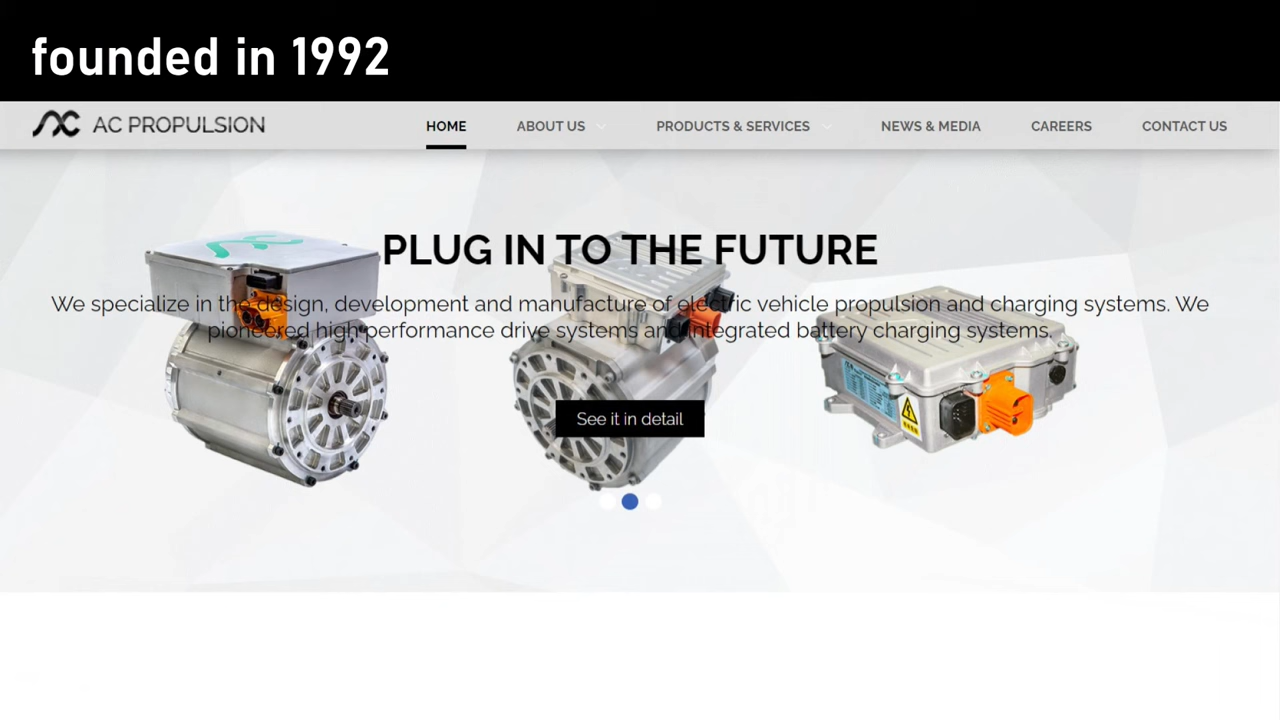 founded in 1992
AC PROPULSION
HOME
ABOUT US
PRODUCTS & SERVICES
NEWS & MEDIA
CAREERS
CONTACT US
PLUG IN TO THE FUTURE
We specialize in the design, development and manufacture of electric vehicle propulsion and charging systems. We
pioneered high performance drive systems and integrated battery charging systems.
See it in detail